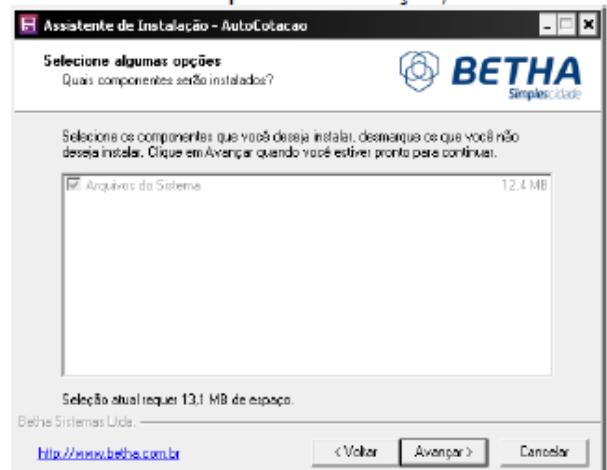 Assistente de Instalação - AutoCotacao
Selecione algumas opções
Quais componentes serão instalados?
BETHA
Simplescidade
Selecione os componentes que você deseja instalar, desmarque os que você não
deseja instalar. Clique em Avançar quando você estiver pronto para continuar.
Arquivos do Sistema 12,4 MB
Seleção atual requer 13,1 MB de espaço.
Betha Sistemas Ltda.
http://www.betha.com.br
< Voltar Avançar > Cancelar